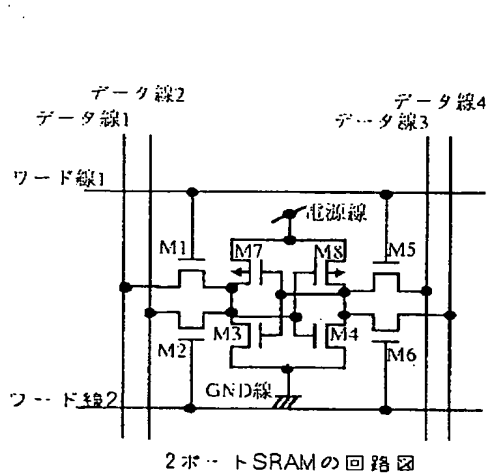 データ線2
データ線4
データ線1
データ線3
ワード線1
電源線
M1
M7
M8
M5
M3
M4
M2
M6
GND線
ワード線2
2ポートSRAMの回路図